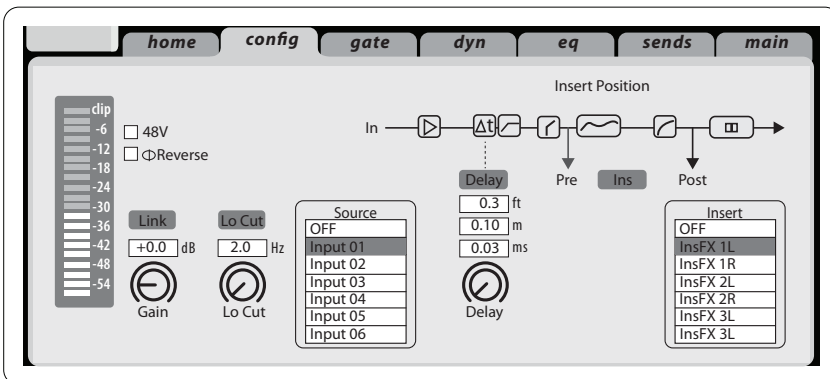 home config gate dyn eq sends main
Insert Position
clip
-6
-12
-18
-24
-30
-36
-42
-48
-54
48V
ΦReverse
In
Δt
Pre
Ins
Post
Link
+0.0 dB
Gain
Lo Cut
2.0 Hz
Lo Cut
Source
OFF
Input 01
Input 02
Input 03
Input 04
Input 05
Input 06
Delay
0.3 ft
0.10 m
0.03 ms
Delay
Insert
OFF
InsFX 1L
InsFX 1R
InsFX 2L
InsFX 2R
InsFX 3L
InsFX 3L